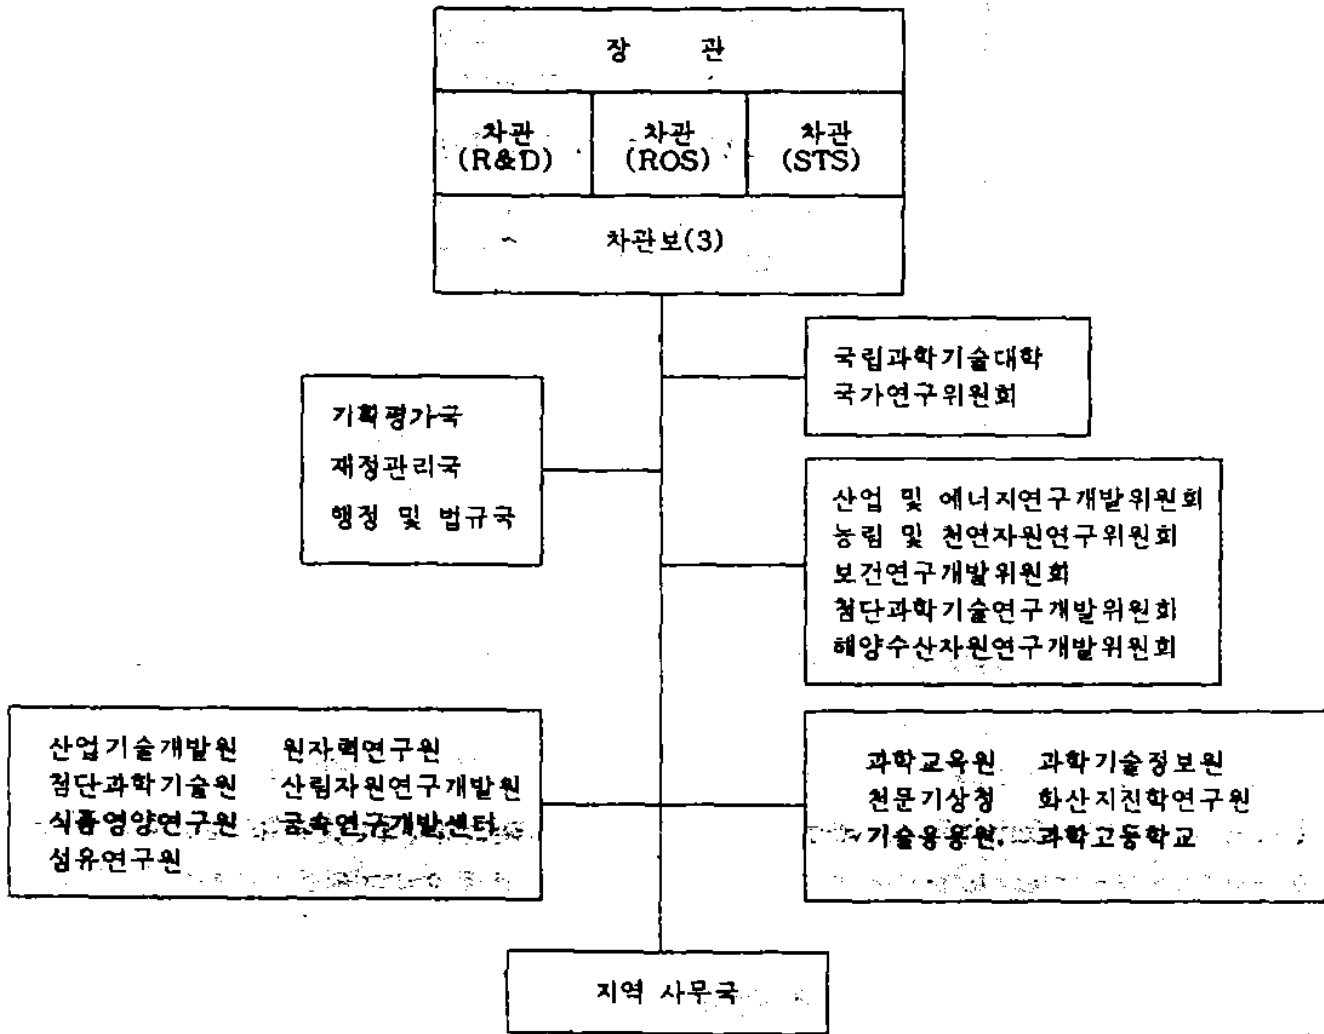 장 관
차관 차관 차관
(R&D) (ROS) (STS)
차관보(3)
국립과학기술대학
국가연구위원회
기획평가국
재정관리국
행정 및 법규국
산업 및 에너지연구개발위원회
농림 및 천연자원연구위원회
보건연구개발위원회
첨단과학기술연구개발위원회
해양수산자원연구개발위원회
산업기술개발원 원자력연구원
첨단과학기술원 산림자원연구개발원
식품영양연구원 금속연구개발센터
섬유연구원
과학교육원 과학기술정보원
천문기상청 화산지진학연구원
기술응용원 과학고등학교
지역 사무국